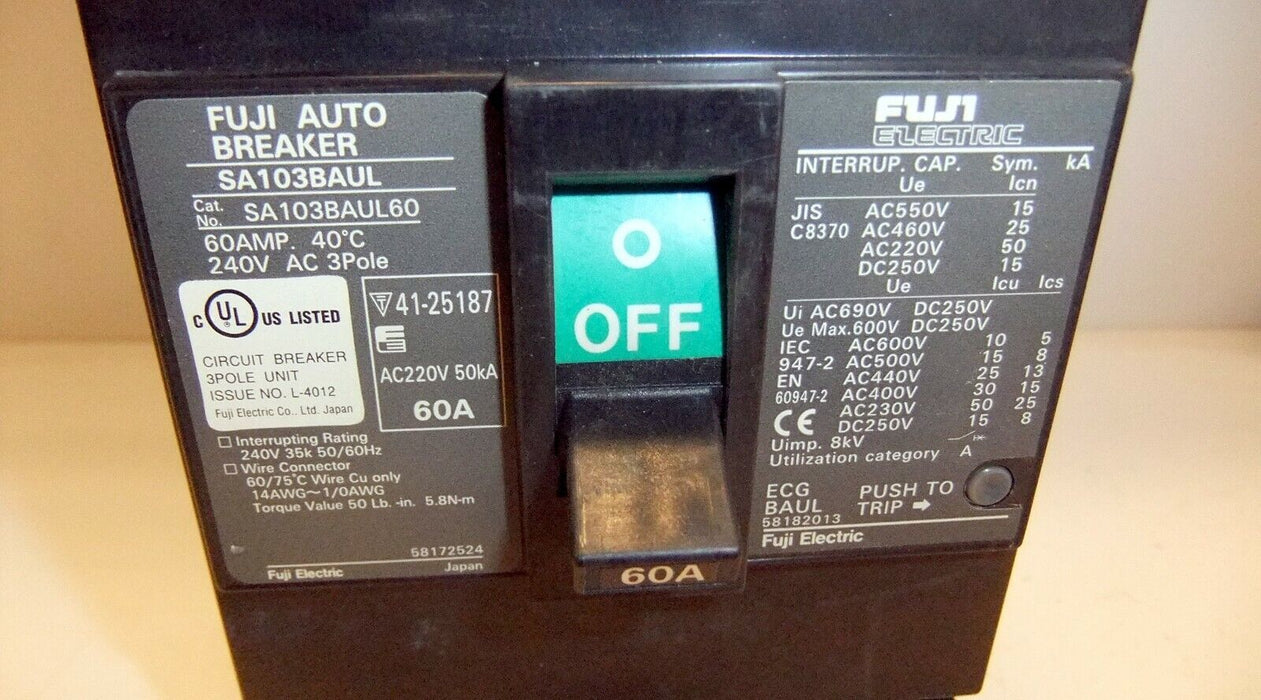 FUJI AUTO
BREAKER
SA103BAUL
Cat. No. SA103BAUL60
60AMP. 40°C
240V AC 3Pole
C UL US LISTED
CIRCUIT BREAKER
3POLE UNIT
ISSUE NO. L-4012
Fuji Electric Co., Ltd. Japan
41-25187
AC220V 50kA
60A
□ Interrupting Rating
240V 35k 50/60Hz
□ Wire Connector
60/75°C Wire Cu only
14AWG~1/0AWG
Torque Value 50 Lb. -in. 5.8N-m
58172524
Fuji Electric Japan
O
OFF
60A
FUJI
ELECTRIC
INTERRUP. CAP. Sym. kA
Ue Icn
JIS AC550V 15
C8370 AC460V 25
AC220V 50
DC250V 15
Ue Icu Ics
Ui AC690V DC250V
Ue Max.600V DC250V
IEC AC600V 10 5
947-2 AC500V 15 8
EN AC440V 25 13
60947-2 AC400V 30 15
CE AC230V 50 25
DC250V 15 8
Uimp. 8kV
Utilization category A
ECG PUSH TO
BAUL TRIP ➡
58182013
Fuji Electric